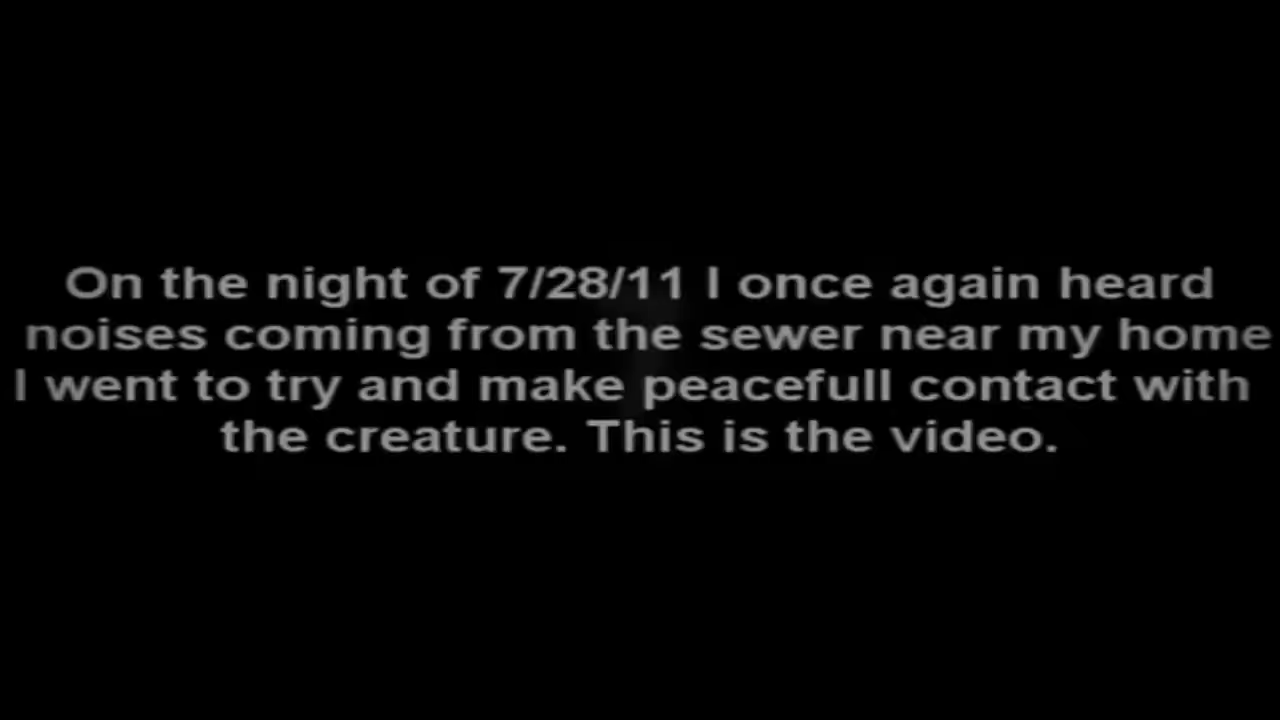 On the night of 7/28/11 I once again heard
noises coming from the sewer near my home
I went to try and make peacefull contact with
the creature. This is the video.